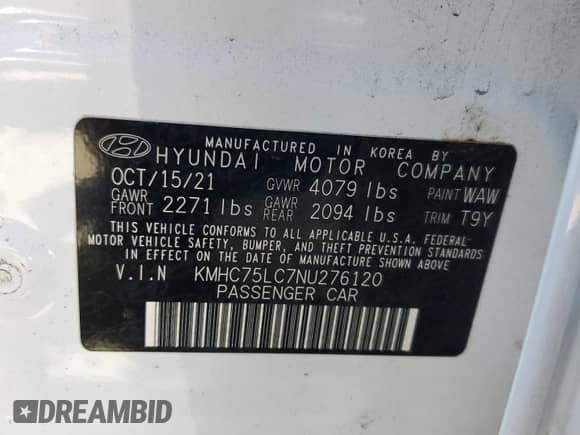 MANUFACTURED IN KOREA BY
HYUNDAI MOTOR COMPANY
OCT/15/21 GVWR 4079 lbs PAINT WAW
GAWR FRONT 2271 lbs GAWR REAR 2094 lbs TRIM T9Y
THIS VEHICLE CONFORMS TO ALL APPLICABLE U.S.A. FEDERAL
MOTOR VEHICLE SAFETY, BUMPER, AND THEFT PREVENTION STANDARDS
IN EFFECT ON THE DATE OF MANUFACTURE SHOWN ABOVE.
V.I.N KMHC75LC7NU276120
PASSENGER CAR
DREAMBID